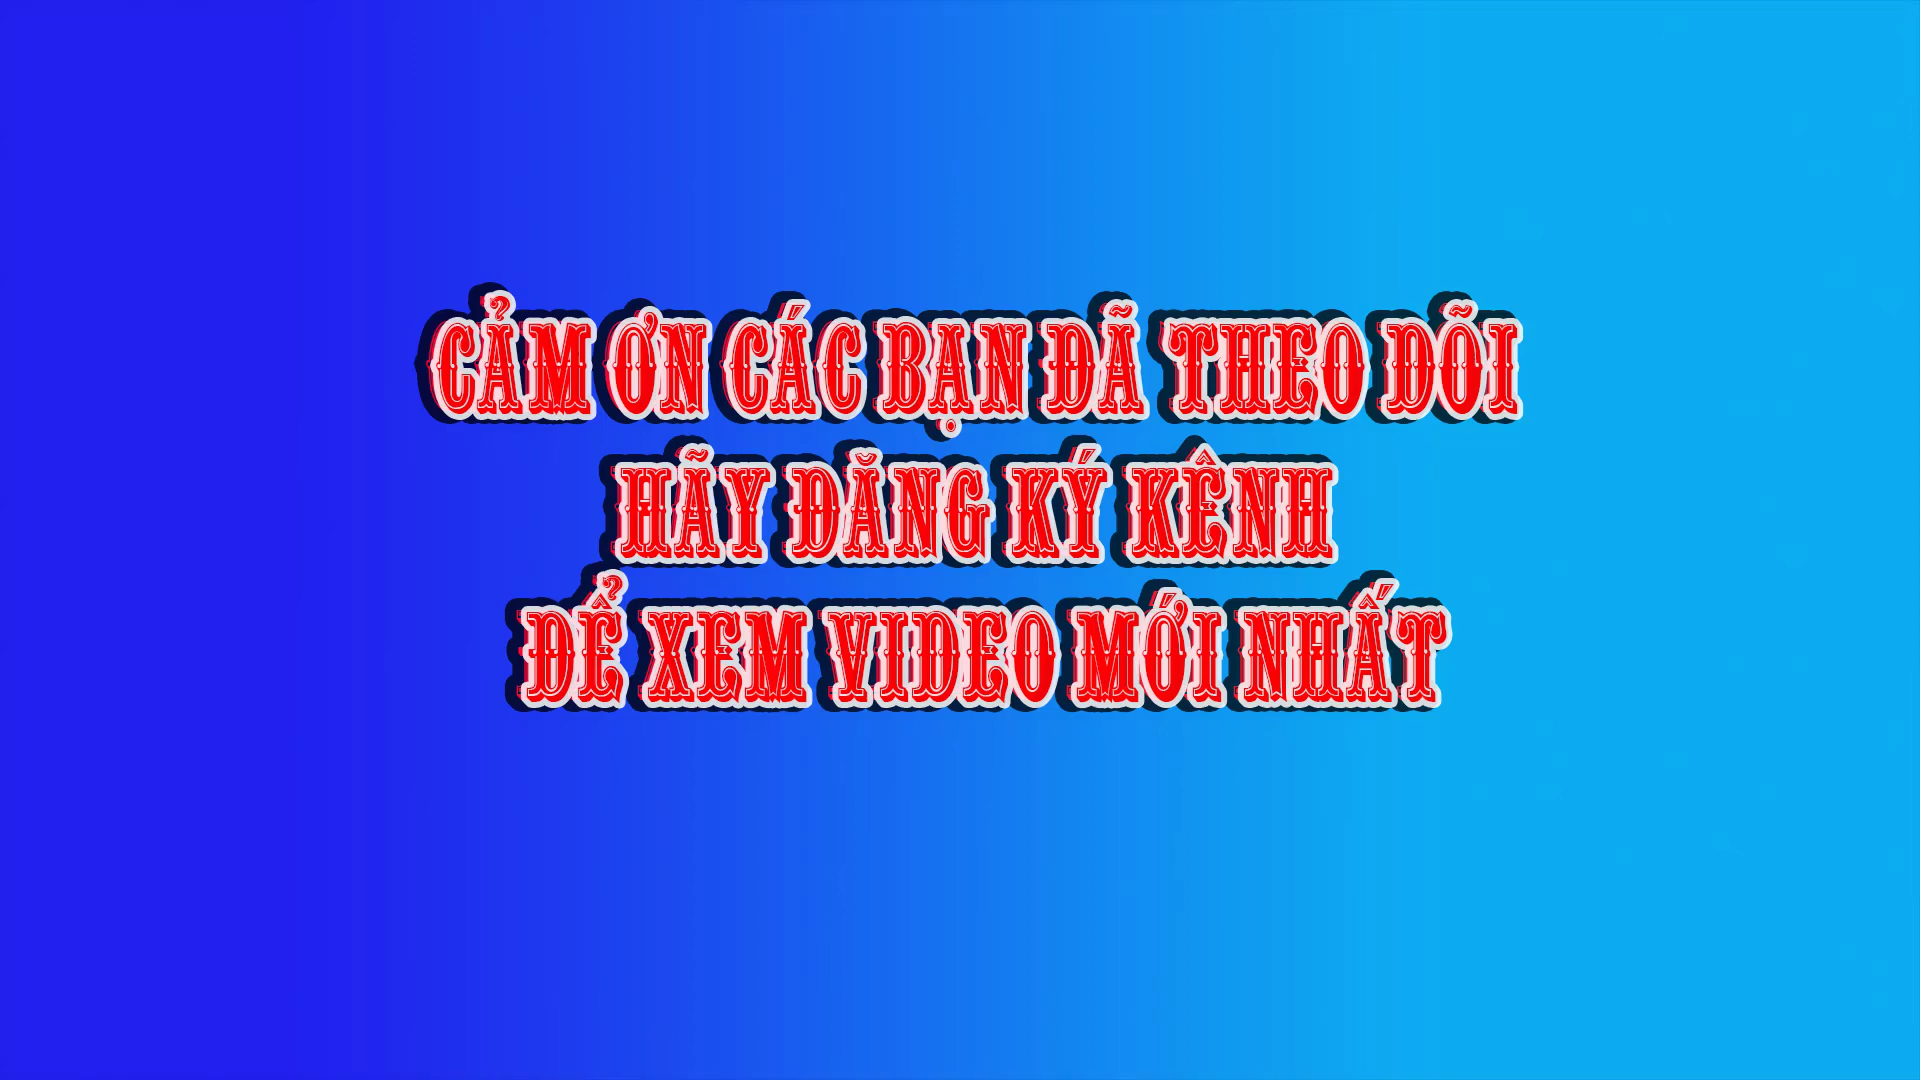 CẢM ƠN CÁC BẠN ĐÃ THEO DÕI
HÃY ĐĂNG KÝ KÊNH
ĐỂ XEM VIDEO MỚI NHẤT